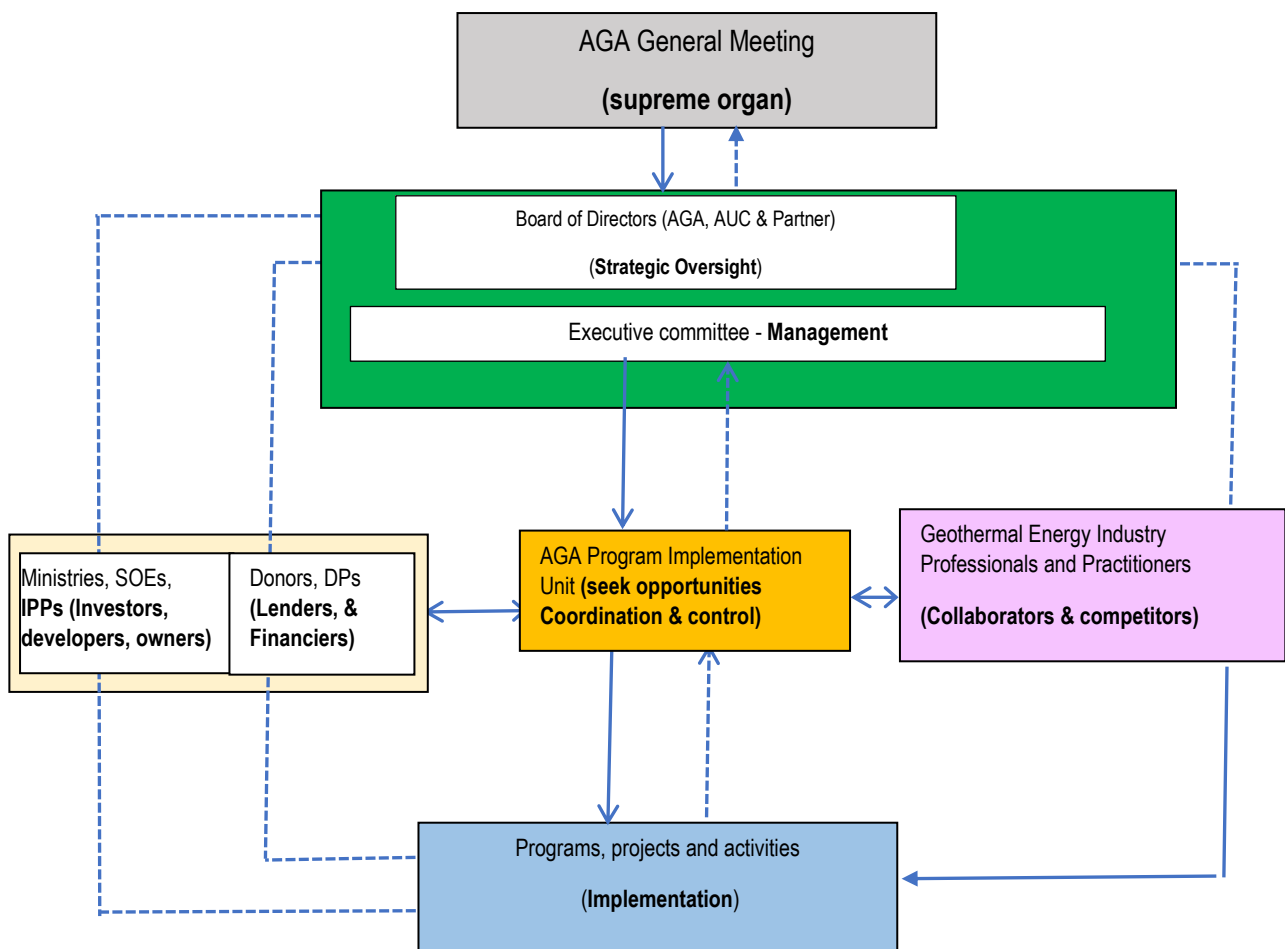 AGA General Meeting
(supreme organ)
Board of Directors (AGA, AUC & Partner)
(Strategic Oversight)
Executive committee - Management
Ministries, SOEs,
IPPs (Investors,
developers, owners)
Donors, DPs
(Lenders, &
Financiers)
AGA Program Implementation
Unit (seek opportunities
Coordination & control)
Geothermal Energy Industry
Professionals and Practitioners
(Collaborators & competitors)
Programs, projects and activities
(Implementation)